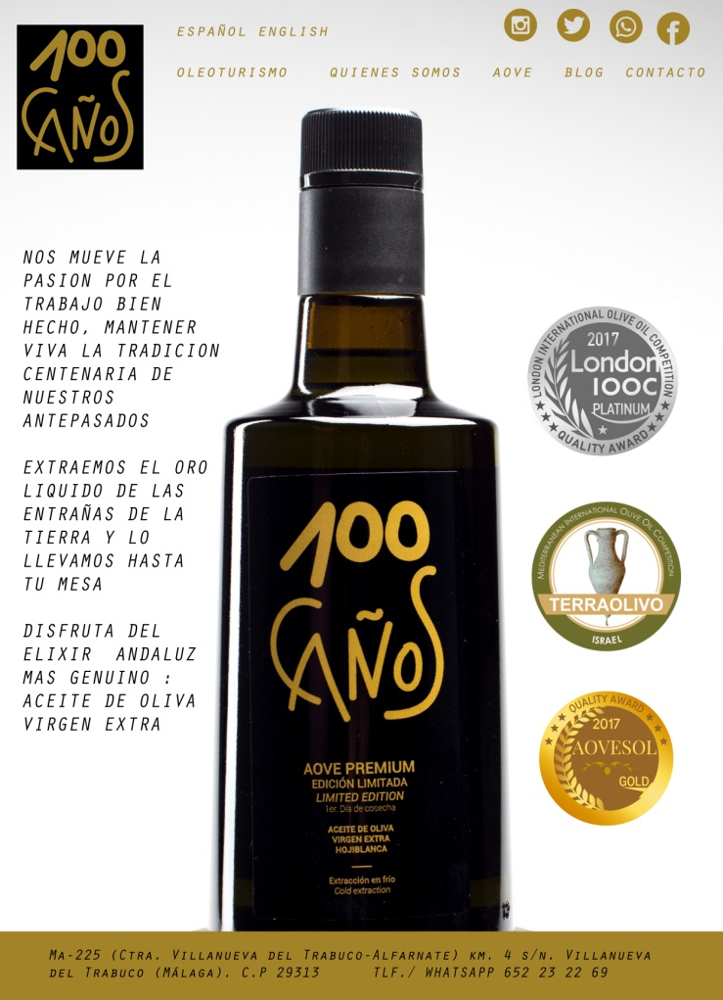 100
CAÑOS
ESPAÑOL ENGLISH
OLEOTURISMO QUIENES SOMOS AOVE BLOG CONTACTO
NOS MUEVE LA
PASION POR EL
TRABAJO BIEN
HECHO, MANTENER
VIVA LA TRADICION
CENTENARIA DE
NUESTROS
ANTEPASADOS
EXTRAEMOS EL ORO
LIQUIDO DE LAS
ENTRAÑAS DE LA
TIERRA Y LO
LLEVAMOS HASTA
TU MESA
DISFRUTA DEL
ELIXIR ANDALUZ
MAS GENUINO :
ACEITE DE OLIVA
VIRGEN EXTRA
100
CAÑOS
AOVE PREMIUM
EDICIÓN LIMITADA
LIMITED EDITION
1er. Día de cosecha
ACEITE DE OLIVA
VIRGEN EXTRA
HOJIBLANCA
Extracción en frío
Cold extraction
LONDON INTERNATIONAL OLIVE OIL COMPETITION
2017
London
IOOC
PLATINUM
QUALITY AWARD
MEDITERRANEAN INTERNATIONAL OLIVE OIL COMPETITION
TERRAOLIVO
ISRAEL
QUALITY AWARD
2017
AOVESOL
GOLD
Ma-225 (Ctra. Villanueva del Trabuco-Alfarnate) km. 4 s/n. Villanueva
del Trabuco (Málaga). C.P 29313 TLF./ WHATSAPP 652 23 22 69